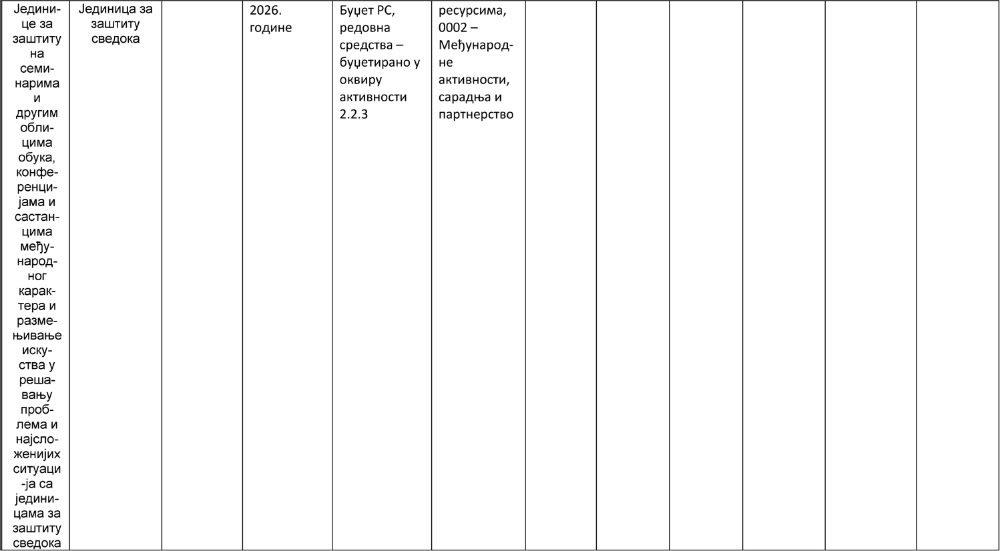 Једини-
це за
заштиту
на
семи-
нарима
и
другим
обли-
цима
обука,
конфе-
ренци-
јама и
састан-
цима
међу-
народ-
ног
карак-
тера и
разме-
њивање
иску-
ства у
реша-
вању
проб-
лема и
најсло-
женијих
ситуаци
-ја са
једини-
цама за
заштиту
сведока
Јединица за
заштиту
сведока
2026.
године
Буџет РС,
редовна
средства –
буџетирано у
оквиру
активности
2.2.3
ресурсима,
0002 –
Међународ-
не
активности,
сарадња и
партнерство